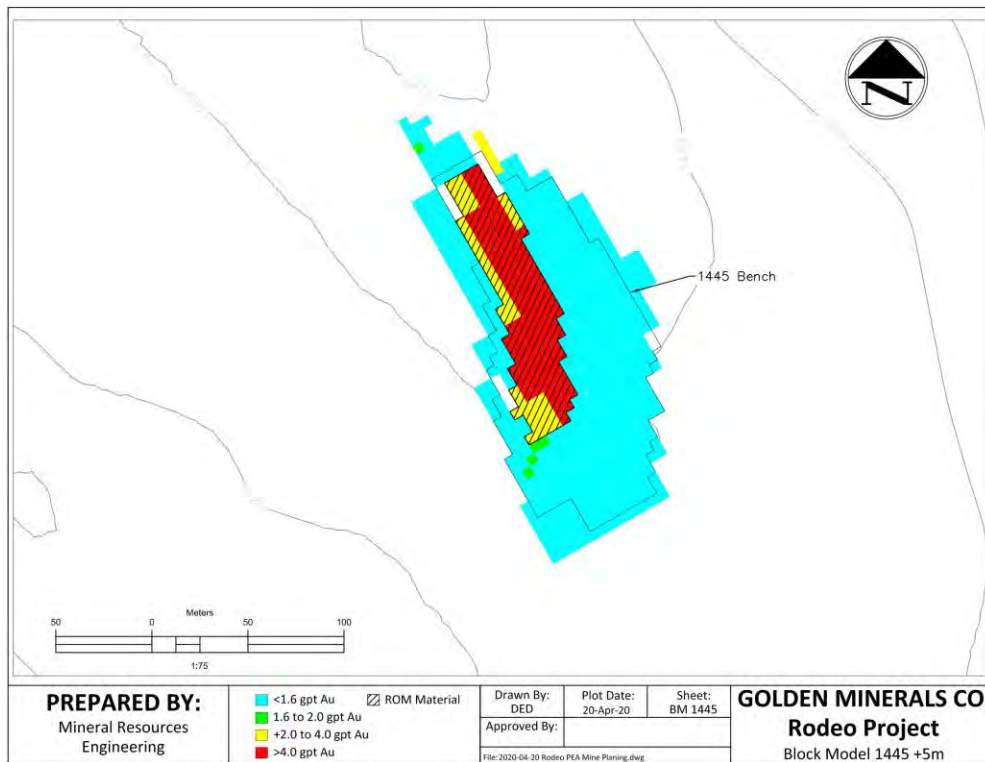 N
1445 Bench
Meters
50 0 50 100
1:75
PREPARED BY:
Mineral Resources
Engineering
<1.6 gpt Au
1.6 to 2.0 gpt Au
+2.0 to 4.0 gpt Au
>4.0 gpt Au
ROM Material
Drawn By:
DED
Plot Date:
20-Apr-20
Sheet:
BM 1445
Approved By:
File:2020-04-20 Rodeo PEA Mine Planing.dwg
GOLDEN MINERALS CO
Rodeo Project
Block Model 1445 +5m